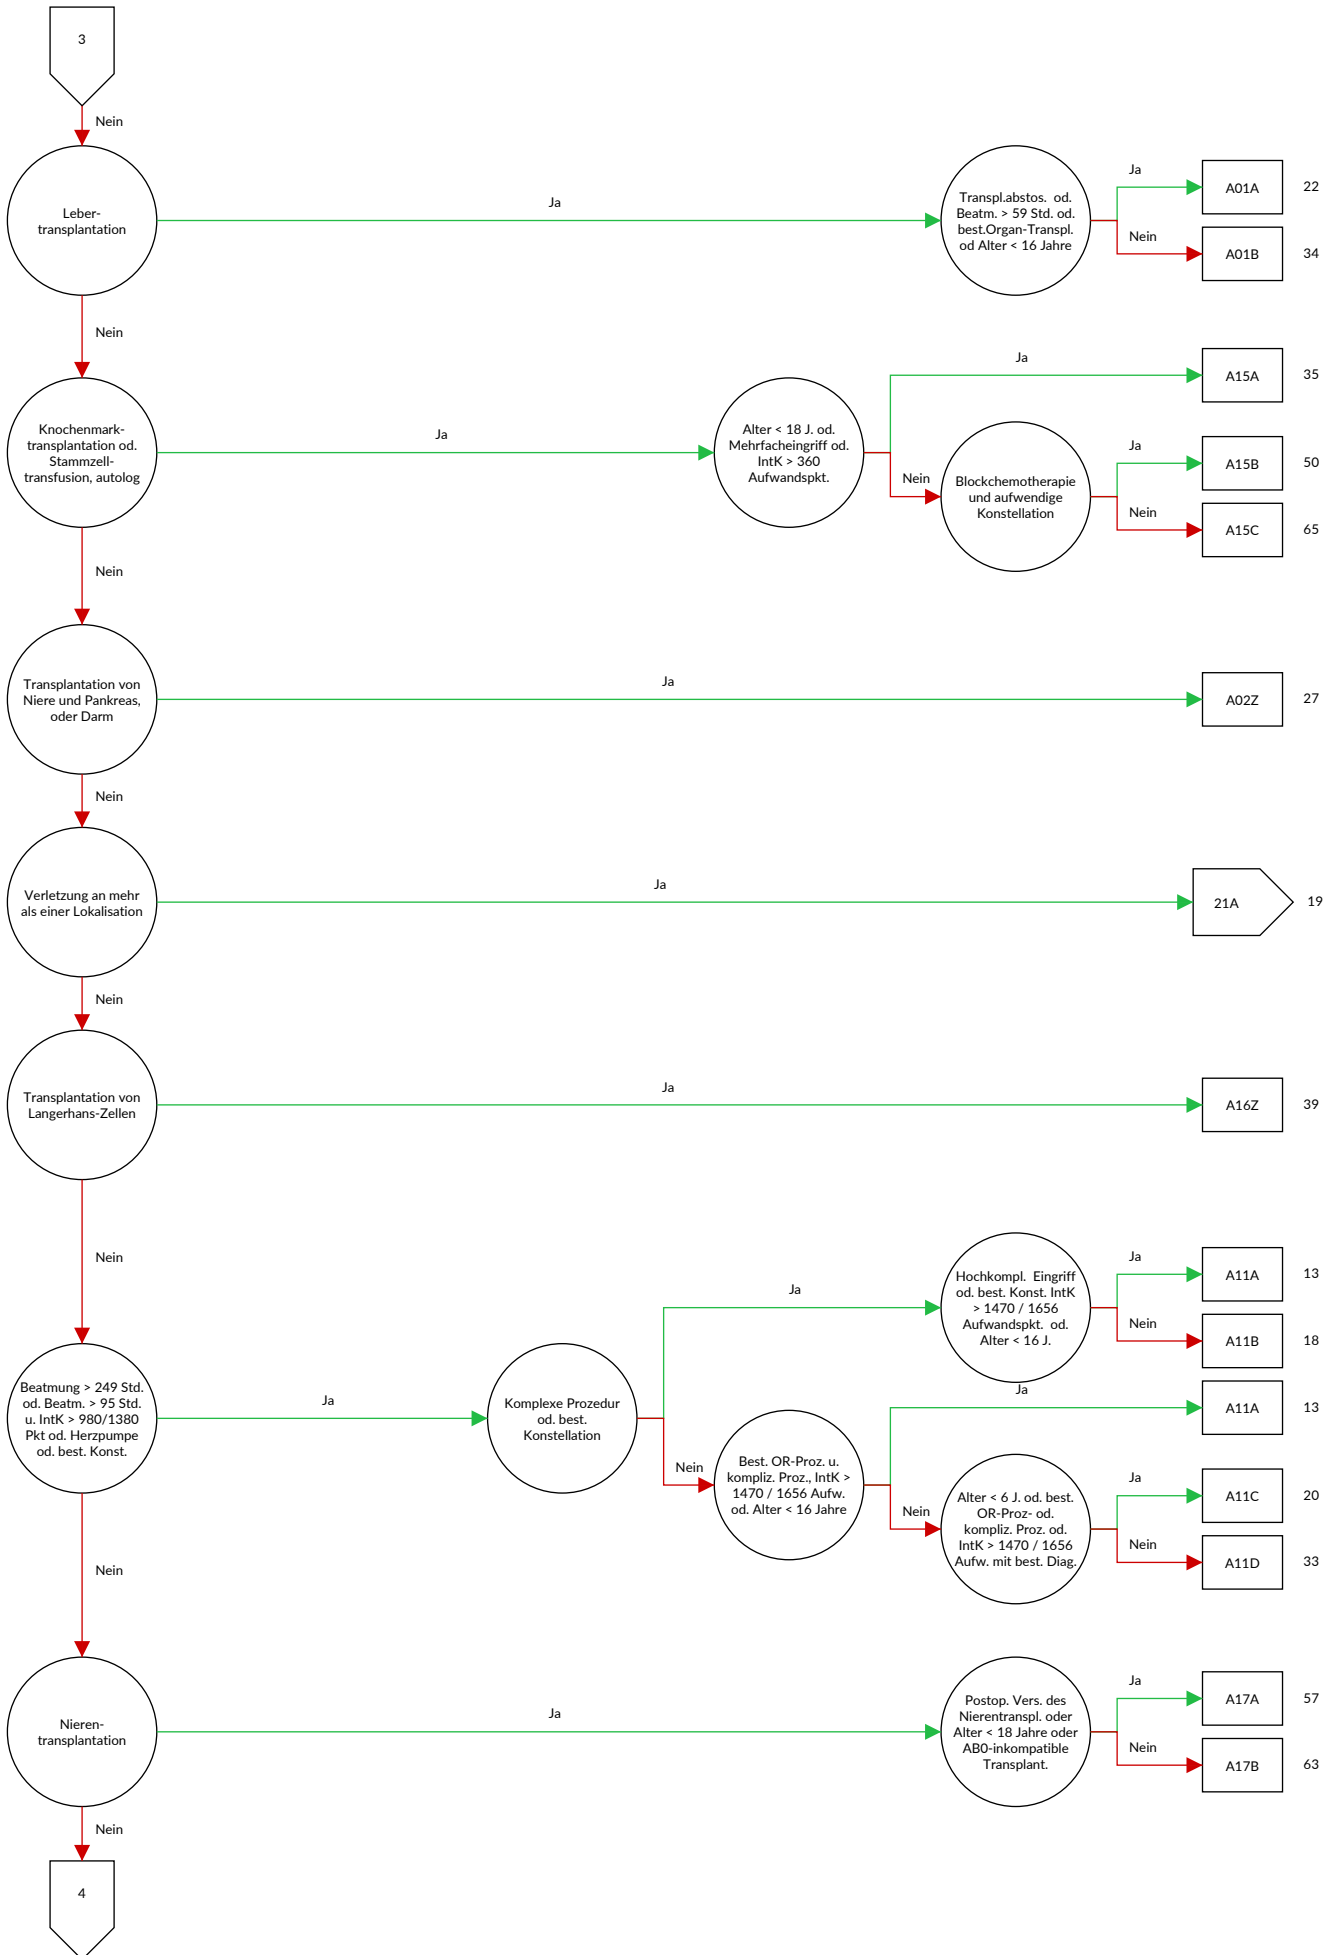 3
Nein
Leber-
transplantation
Ja
Transpl.abstos. od.
Beatm. > 59 Std. od.
best.Organ-Transpl.
od Alter < 16 Jahre
Ja
A01A
22
Nein
A01B
34
Nein
Knochenmark-
transplantation od.
Stammzell-
transfusion, autolog
Ja
Alter < 18 J. od.
Mehrfacheingriff od.
IntK > 360
Aufwandspkt.
Ja
A15A
35
Nein
Blockchemotherapie
und aufwendige
Konstellation
Ja
A15B
50
Nein
A15C
65
Nein
Transplantation von
Niere und Pankreas,
oder Darm
Ja
A02Z
27
Nein
Verletzung an mehr
als einer Lokalisation
Ja
21A
19
Nein
Transplantation von
Langerhans-Zellen
Ja
A16Z
39
Nein
Beatmung > 249 Std.
od. Beatm. > 95 Std.
u. IntK > 980/1380
Pkt od. Herzpumpe
od. best. Konst.
Ja
Komplexe Prozedur
od. best.
Konstellation
Ja
Hochkompl. Eingriff
od. best. Konst. IntK
> 1470 / 1656
Aufwandspkt. od.
Alter < 16 J.
Ja
A11A
13
Nein
A11B
18
Nein
Best. OR-Proz. u.
kompliz. Proz., IntK >
1470 / 1656 Aufw.
od. Alter < 16 Jahre
Ja
A11A
13
Nein
Alter < 6 J. od. best.
OR-Proz- od.
kompliz. Proz. od.
IntK > 1470 / 1656
Aufw. mit best. Diag.
Ja
A11C
20
Nein
A11D
33
Nein
Nieren-
transplantation
Ja
Postop. Vers. des
Nierentranspl. oder
Alter < 18 Jahre oder
AB0-inkompatible
Transplant.
Ja
A17A
57
Nein
A17B
63
Nein
4